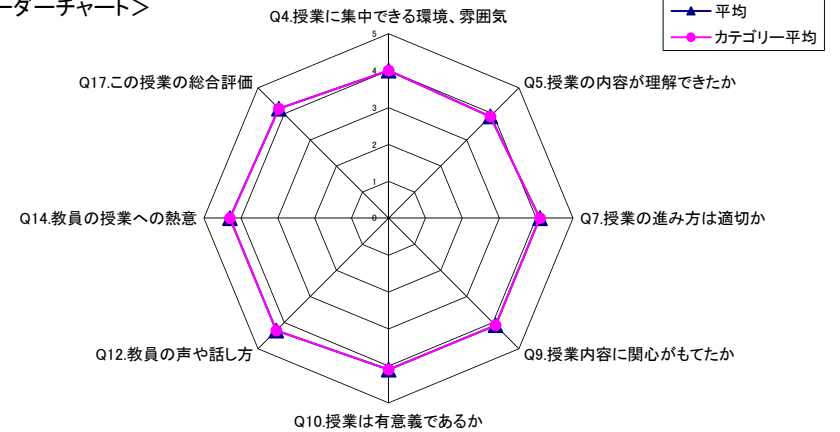 ーダーチャート＞
平均
カテゴリー平均
Q4.授業に集中できる環境、雰囲気
Q17.この授業の総合評価
Q5.授業の内容が理解できたか
Q14.教員の授業への熱意
Q7.授業の進み方は適切か
Q12.教員の声や話し方
Q9.授業内容に関心がもてたか
Q10.授業は有意義であるか
5
4
3
2
1
0